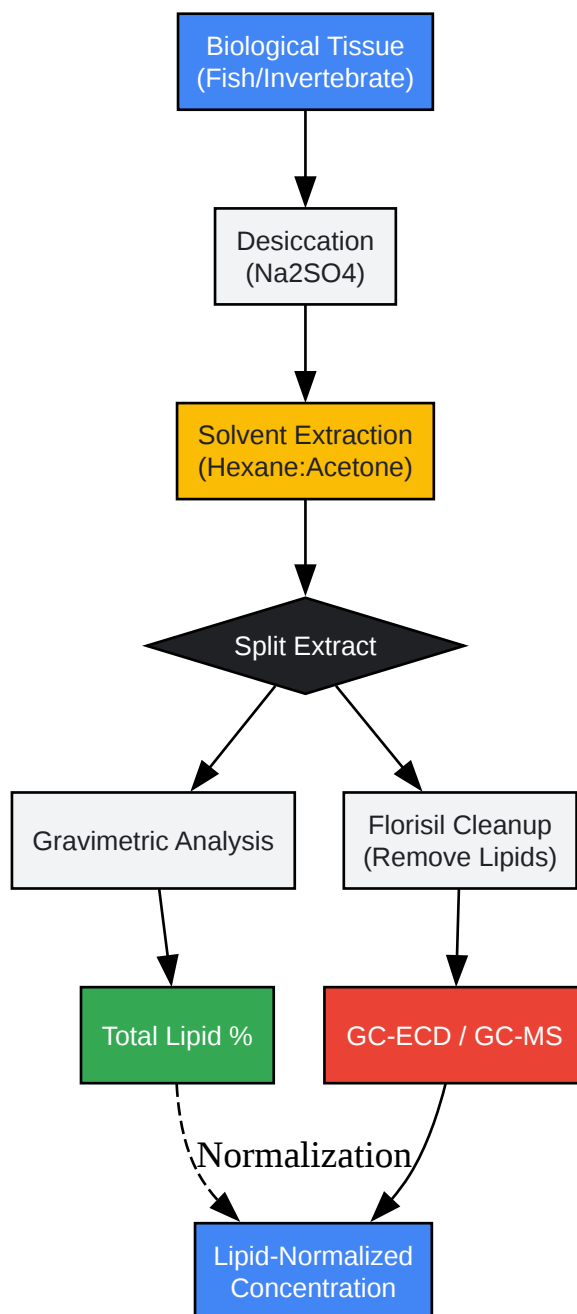 Biological Tissue
(Fish/Invertebrate)
Desiccation
(Na2SO4)
Solvent Extraction
(Hexane:Acetone)
Split Extract
Gravimetric Analysis
Florisil Cleanup
(Remove Lipids)
Total Lipid %
GC-ECD / GC-MS
Normalization
Lipid-Normalized
Concentration